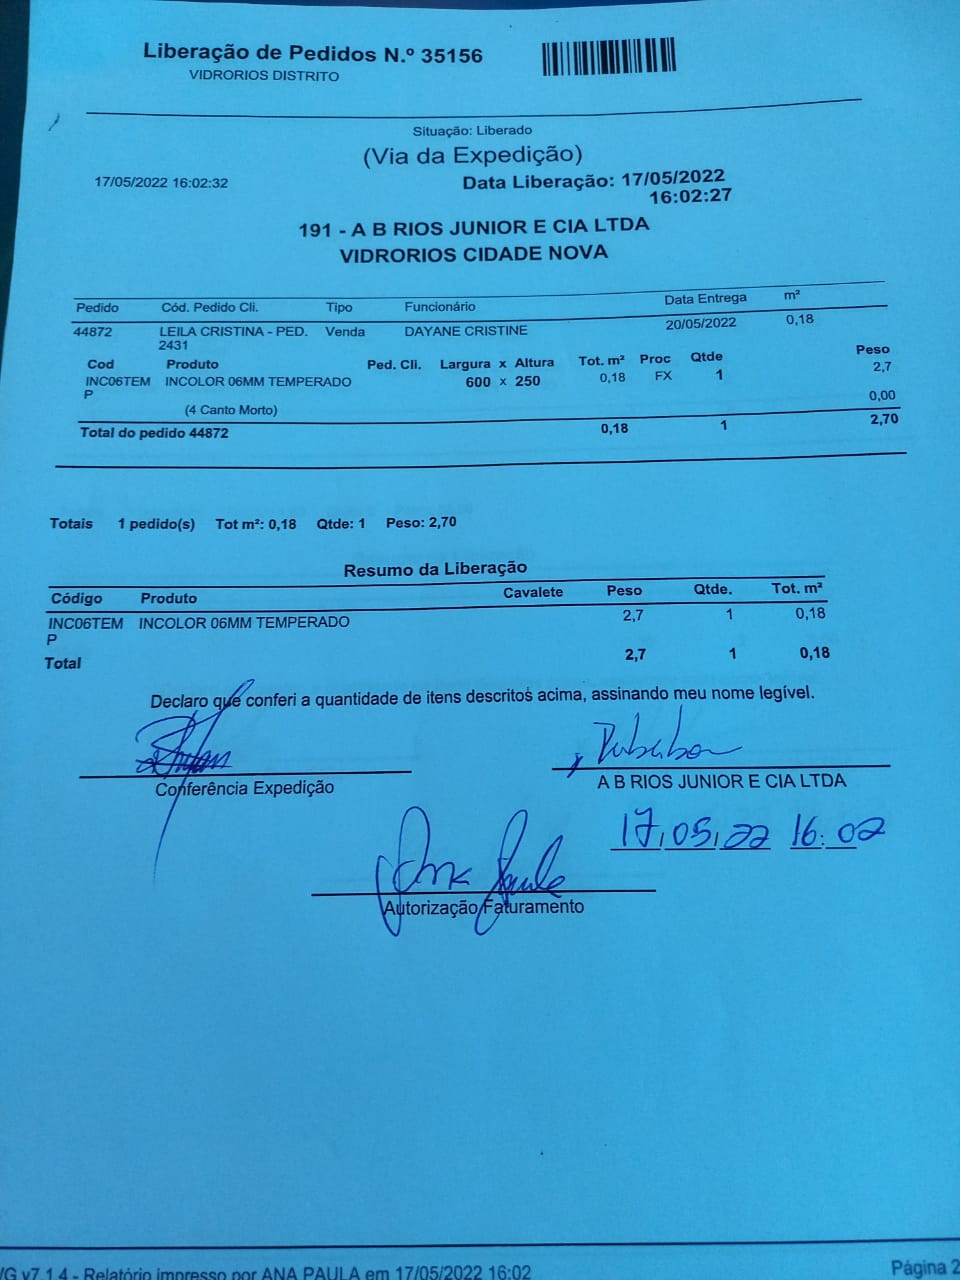 Liberação de Pedidos N.º 35156
VIDRORIOS DISTRITO
Situação: Liberado
(Via da Expedição)
17/05/2022 16:02:32
Data Liberação: 17/05/2022
16:02:27
191 - A B RIOS JUNIOR E CIA LTDA
VIDRORIOS CIDADE NOVA
Pedido Cód. Pedido Cli. Tipo Funcionário Data Entrega m²
44872 LEILA CRISTINA - PED. Venda DAYANE CRISTINE 20/05/2022 0,18
2431
Cod Produto Ped. Cli. Largura x Altura Tot. m² Proc Qtde Peso
INC06TEM INCOLOR 06MM TEMPERADO 600 x 250 0,18 FX 1 2,7
P
(4 Canto Morto) 0,00
Total do pedido 44872 0,18 1 2,70
Totais 1 pedido(s) Tot m²: 0,18 Qtde: 1 Peso: 2,70
Resumo da Liberação
Código Produto Cavalete Peso Qtde. Tot. m²
INC06TEM INCOLOR 06MM TEMPERADO 2,7 1 0,18
P
Total 2,7 1 0,18
Declaro que conferi a quantidade de itens descritos acima, assinando meu nome legível.
Conferência Expedição
A B RIOS JUNIOR E CIA LTDA
17,05,22 16:02
Ana Paula
Autorização Faturamento
v7.1.4 - Relatório impresso por ANA PAULA em 17/05/2022 16:02
Página 2